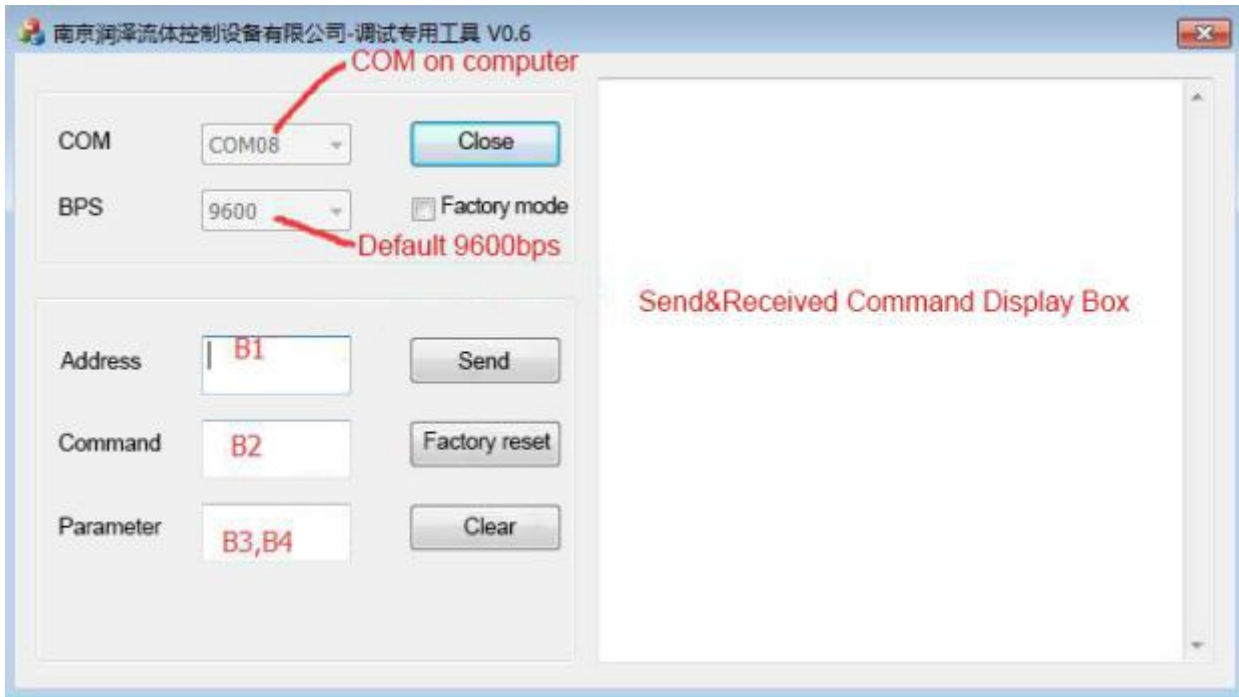 南京润泽流体控制设备有限公司-调试专用工具 V0.6
COM on computer
COM
COM08
Close
BPS
9600
Factory mode
Default 9600bps
Send&Received Command Display Box
Address
B1
Send
Command
B2
Factory reset
Parameter
B3,B4
Clear